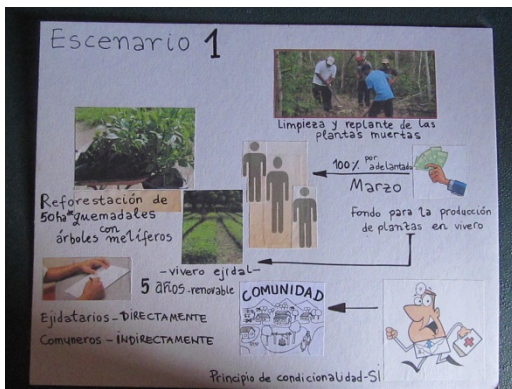 Escenario 1
Limpieza y replante de las
plantas muertas
100% por adelantado
Marzo
Fondo para la producción
de plantas en vivero
Reforestación de
50ha quemadales
con
árboles melíferos
-vivero ejidal-
5 años-renovable
COMUNIDAD
Ejidatarios-DIRECTAMENTE
Comuneros-INDIRECTAMENTE
Principio de condicionalidad-SÍ